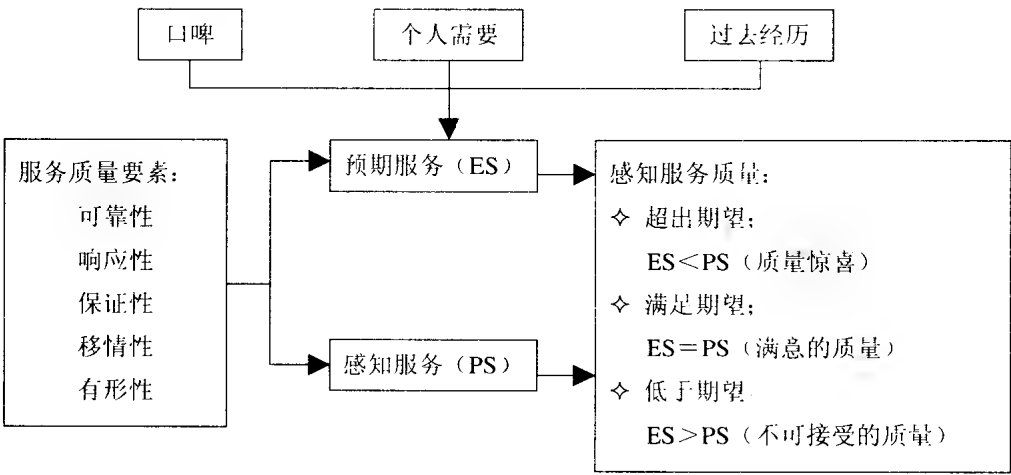 口啤
个人需要
过去经历
服务质量要素：
可靠性
响应性
保证性
移情性
有形性
预期服务（ES）
感知服务（PS）
感知服务质量：
✧ 超出期望；
ES＜PS（质量惊喜）
✧ 满足期望；
ES＝PS（满意的质量）
✧ 低于期望
ES＞PS（不可接受的质量）